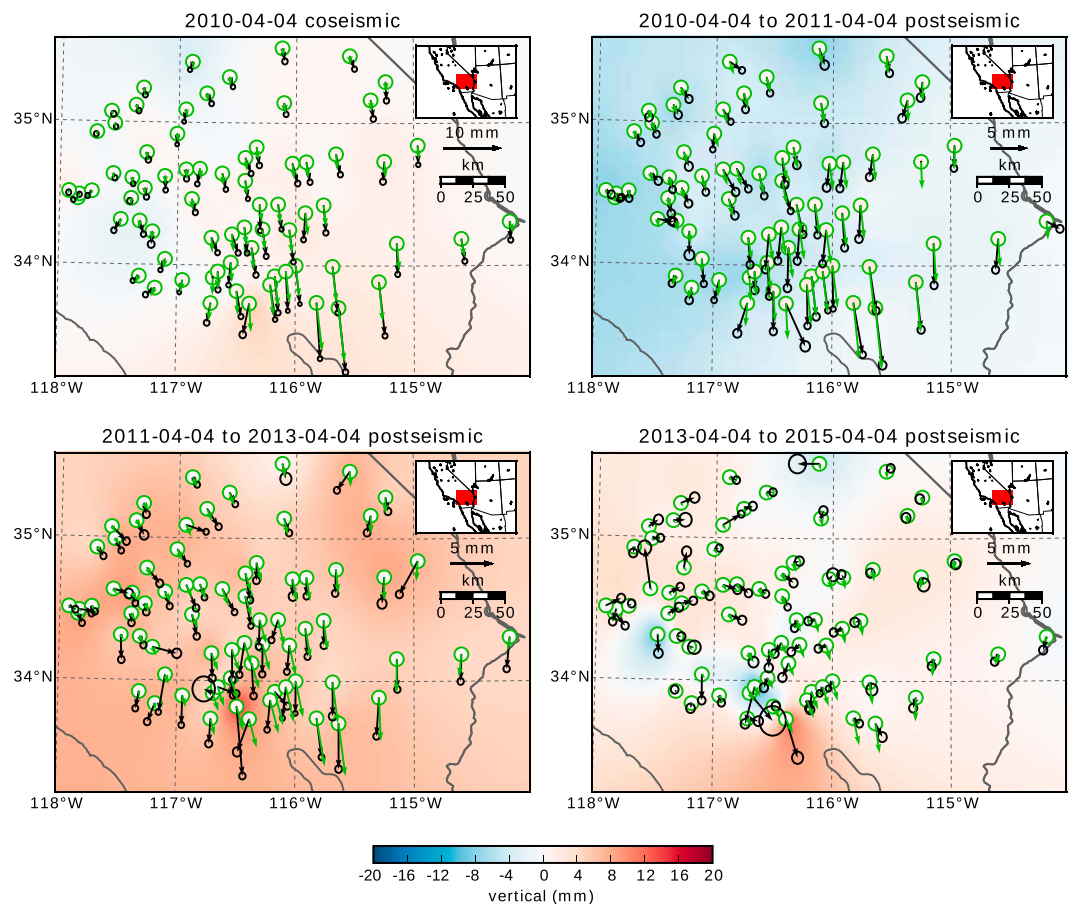 2010-04-04 coseismic
35°N
34°N
118°W
117°W
116°W
115°W
10 mm
km
0 25 50
2010-04-04 to 2011-04-04 postseismic
35°N
34°N
118°W
117°W
116°W
115°W
5 mm
km
0 25 50
2011-04-04 to 2013-04-04 postseismic
35°N
34°N
118°W
117°W
116°W
115°W
5 mm
km
0 25 50
2013-04-04 to 2015-04-04 postseismic
35°N
34°N
118°W
117°W
116°W
115°W
5 mm
km
0 25 50
-20 -16 -12 -8 -4 0 4 8 12 16 20
vertical (mm)